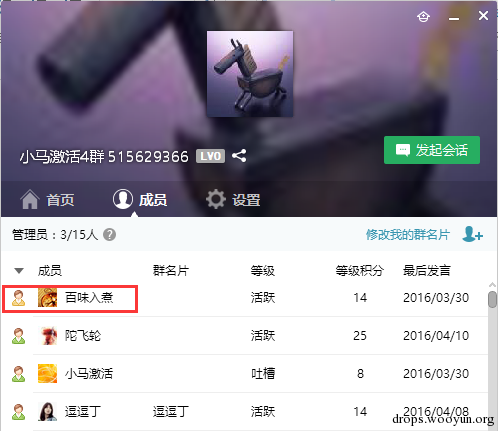 小马激活4群 515629366 LV0
发起会话
首页 成员 设置
管理员：3/15人 ? 修改我的群名片
成员 群名片 等级 等级积分 最后发言
百味入煮 活跃 14 2016/03/30
陀飞轮 活跃 25 2016/04/10
小马激活 吐槽 8 2016/03/30
逗逗丁 逗逗丁 活跃 14 2016/04/08
drops.wooyun.org